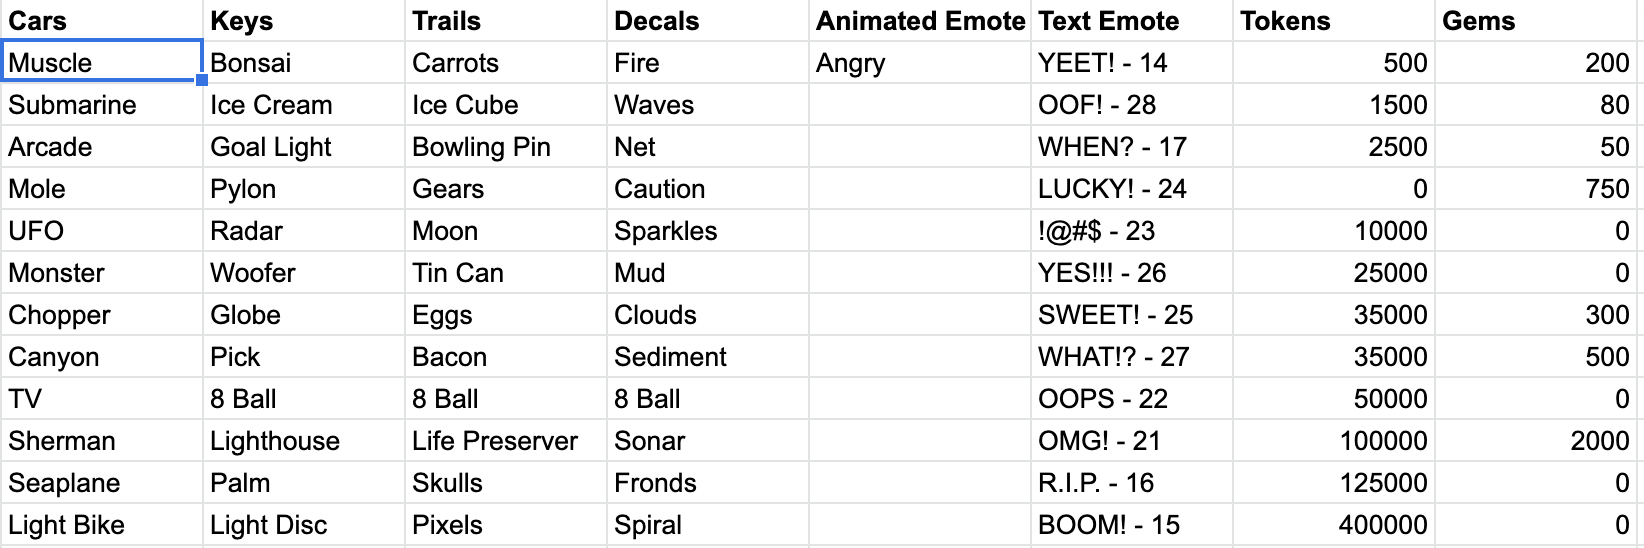 Cars Keys Trails Decals Animated Emote Text Emote Tokens Gems
Muscle Bonsai Carrots Fire Angry YEET! - 14 500 200
Submarine Ice Cream Ice Cube Waves OOF! - 28 1500 80
Arcade Goal Light Bowling Pin Net WHEN? - 17 2500 50
Mole Pylon Gears Caution LUCKY! - 24 0 750
UFO Radar Moon Sparkles !@#$ - 23 10000 0
Monster Woofer Tin Can Mud YES!!! - 26 25000 0
Chopper Globe Eggs Clouds SWEET! - 25 35000 300
Canyon Pick Bacon Sediment WHAT!? - 27 35000 500
TV 8 Ball 8 Ball 8 Ball OOPS - 22 50000 0
Sherman Lighthouse Life Preserver Sonar OMG! - 21 100000 2000
Seaplane Palm Skulls Fronds R.I.P. - 16 125000 0
Light Bike Light Disc Pixels Spiral BOOM! - 15 400000 0